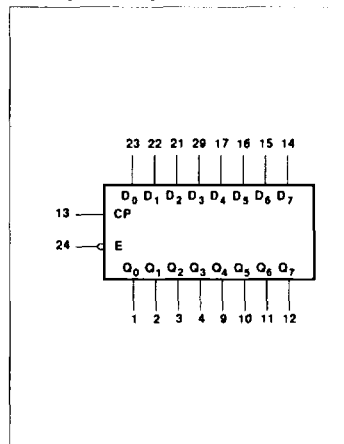 23 22 21 29 17 16 15 14
D0 D1 D2 D3 D4 D5 D6 D7
13 CP
24 E
Q0 Q1 Q2 Q3 Q4 Q5 Q6 Q7
1 2 3 4 9 10 11 12